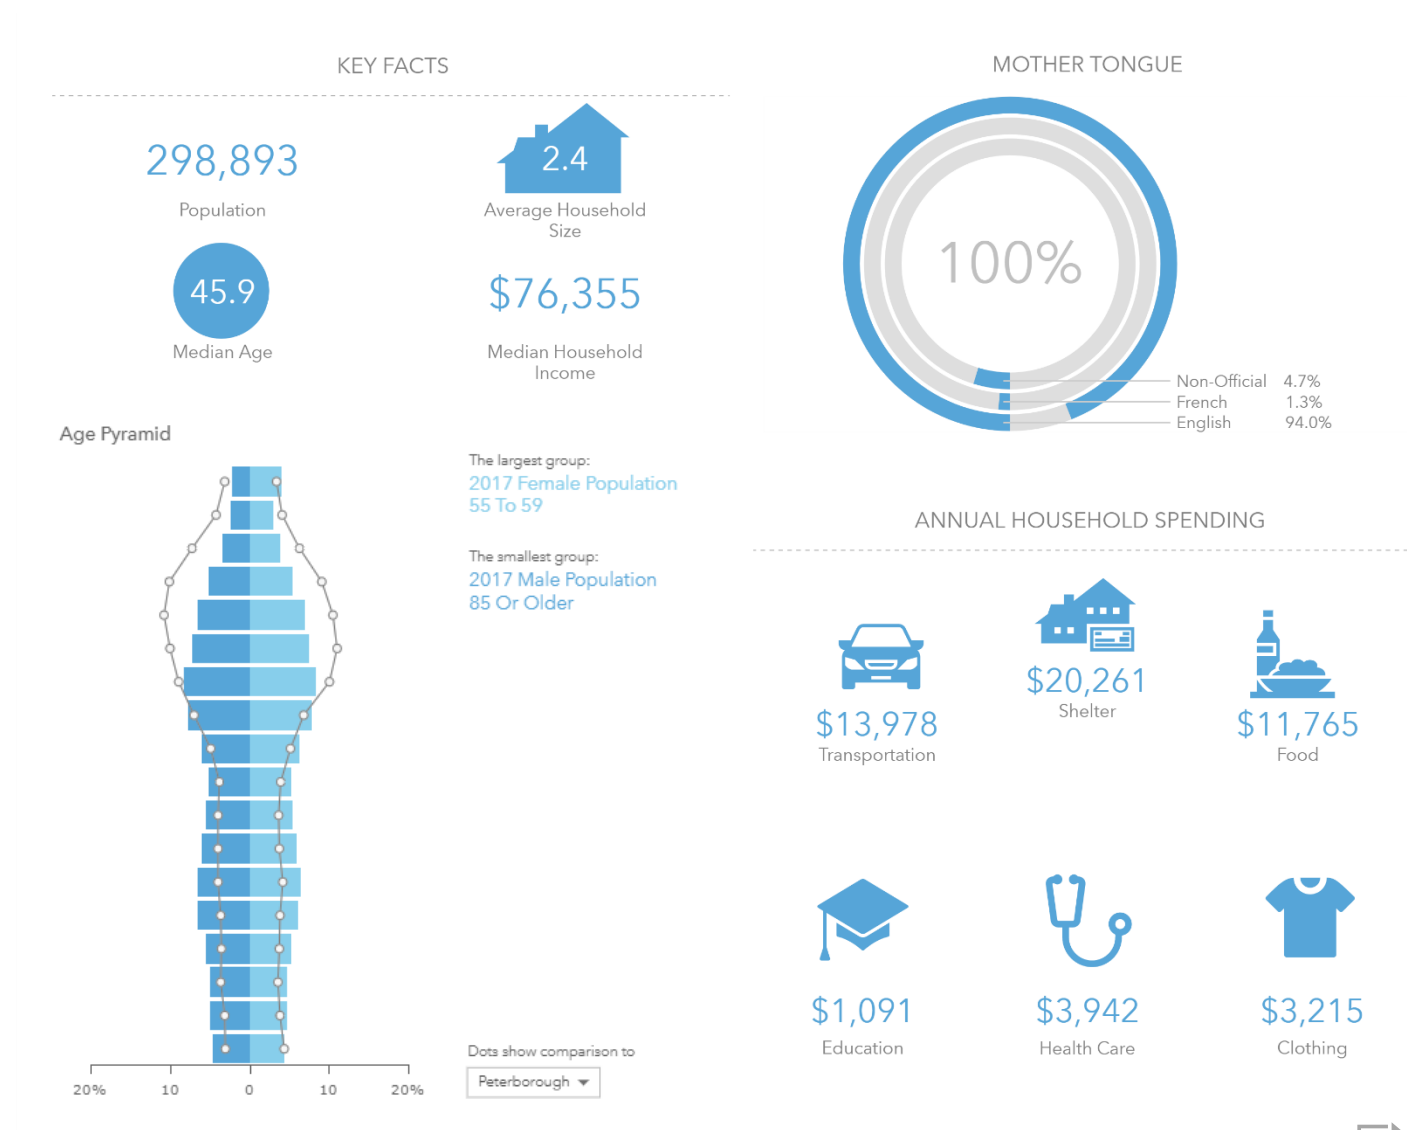 KEY FACTS
298,893
Population
2.4
Average Household
Size
45.9
Median Age
$76,355
Median Household
Income
MOTHER TONGUE
100%
Non-Official 4.7%
French 1.3%
English 94.0%
Age Pyramid
The largest group:
2017 Female Population
55 To 59
The smallest group:
2017 Male Population
85 Or Older
20% 10 0 10 20%
Dots show comparison to
Peterborough
ANNUAL HOUSEHOLD SPENDING
$13,978
Transportation
$20,261
Shelter
$11,765
Food
$1,091
Education
$3,942
Health Care
$3,215
Clothing